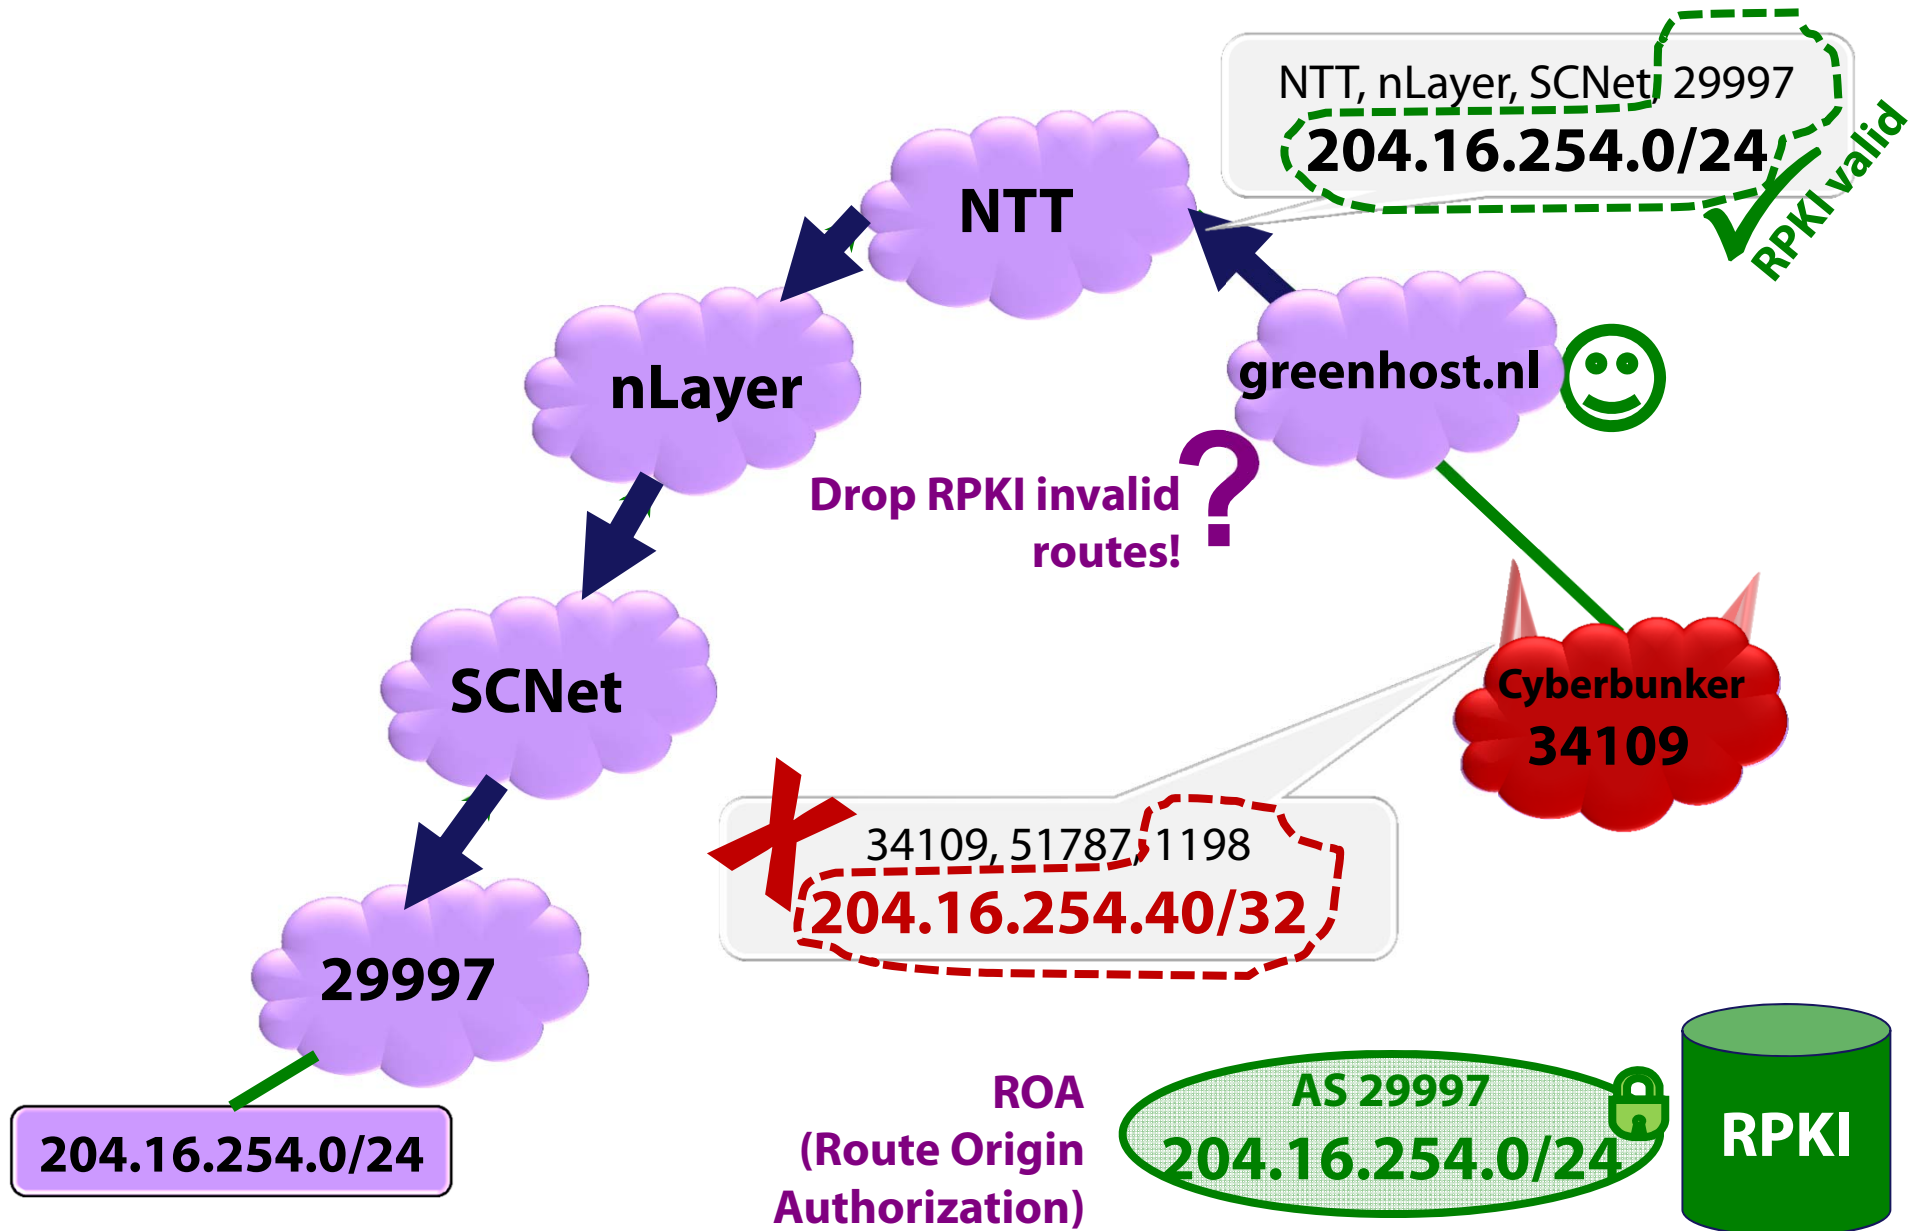 NTT, nLayer, SCNet, 29997
204.16.254.0/24
RPKI valid
NTT
nLayer
greenhost.nl
Drop RPKI invalid
routes!
?
SCNet
Cyberbunker
34109
34109, 51787, 1198
204.16.254.40/32
29997
204.16.254.0/24
ROA
(Route Origin
Authorization)
AS 29997
204.16.254.0/24
RPKI